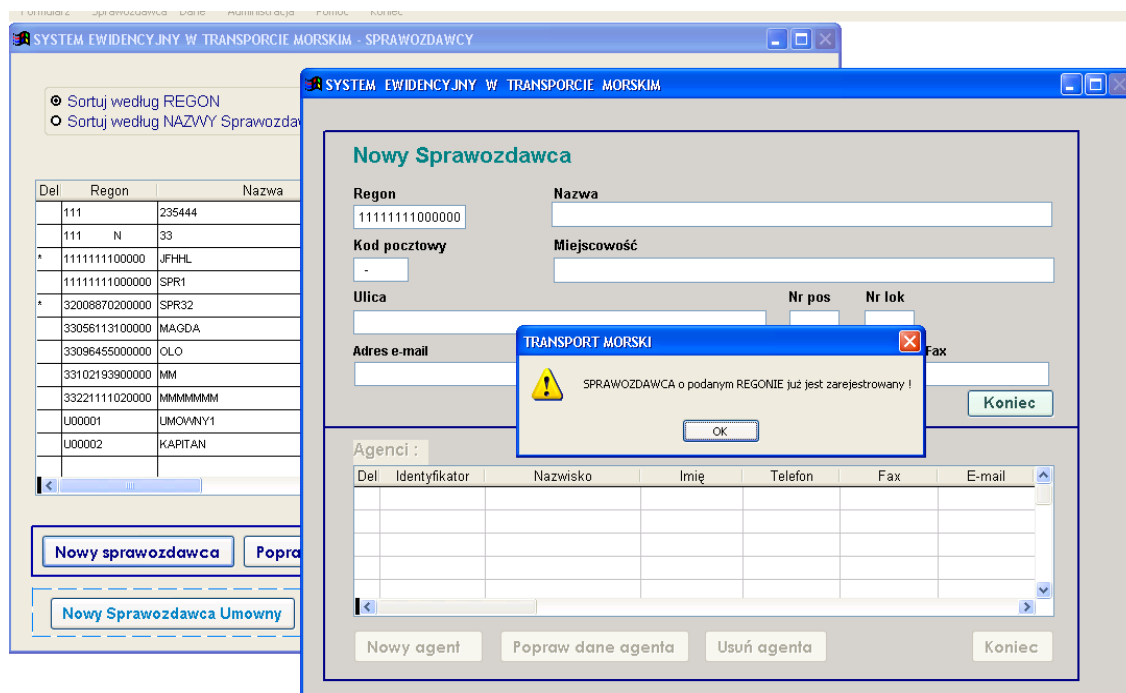 Formularz Sprawozdawca Dane Administracja Pomoc Koniec
SYSTEM EWIDENCYJNY W TRANSPORCIE MORSKIM - SPRAWOZDAWCY
SYSTEM EWIDENCYJNY W TRANSPORCIE MORSKIM
Sortuj według REGON
Sortuj według NAZWY Sprawozdaw
Del Regon Nazwa
111 235444
111 N 33
* 1111111100000 JFHHL
11111111000000 SPR1
* 32008870200000 SPR32
33056113100000 MAGDA
33096455000000 OLO
33102193900000 MM
33221111020000 MMMMMMM
U00001 UMOWNY1
U00002 KAPITAN
Nowy sprawozdawca Popra
Nowy Sprawozdawca Umowny
Nowy Sprawozdawca
Regon Nazwa
11111111000000
Kod pocztowy Miejscowość
-
Ulica Nr pos Nr lok
Adres e-mail Fax
TRANSPORT MORSKI
SPRAWOZDAWCA o podanym REGONIE już jest zarejestrowany !
OK
Koniec
Agenci :
Del Identyfikator Nazwisko Imię Telefon Fax E-mail
Nowy agent Popraw dane agenta Usuń agenta Koniec